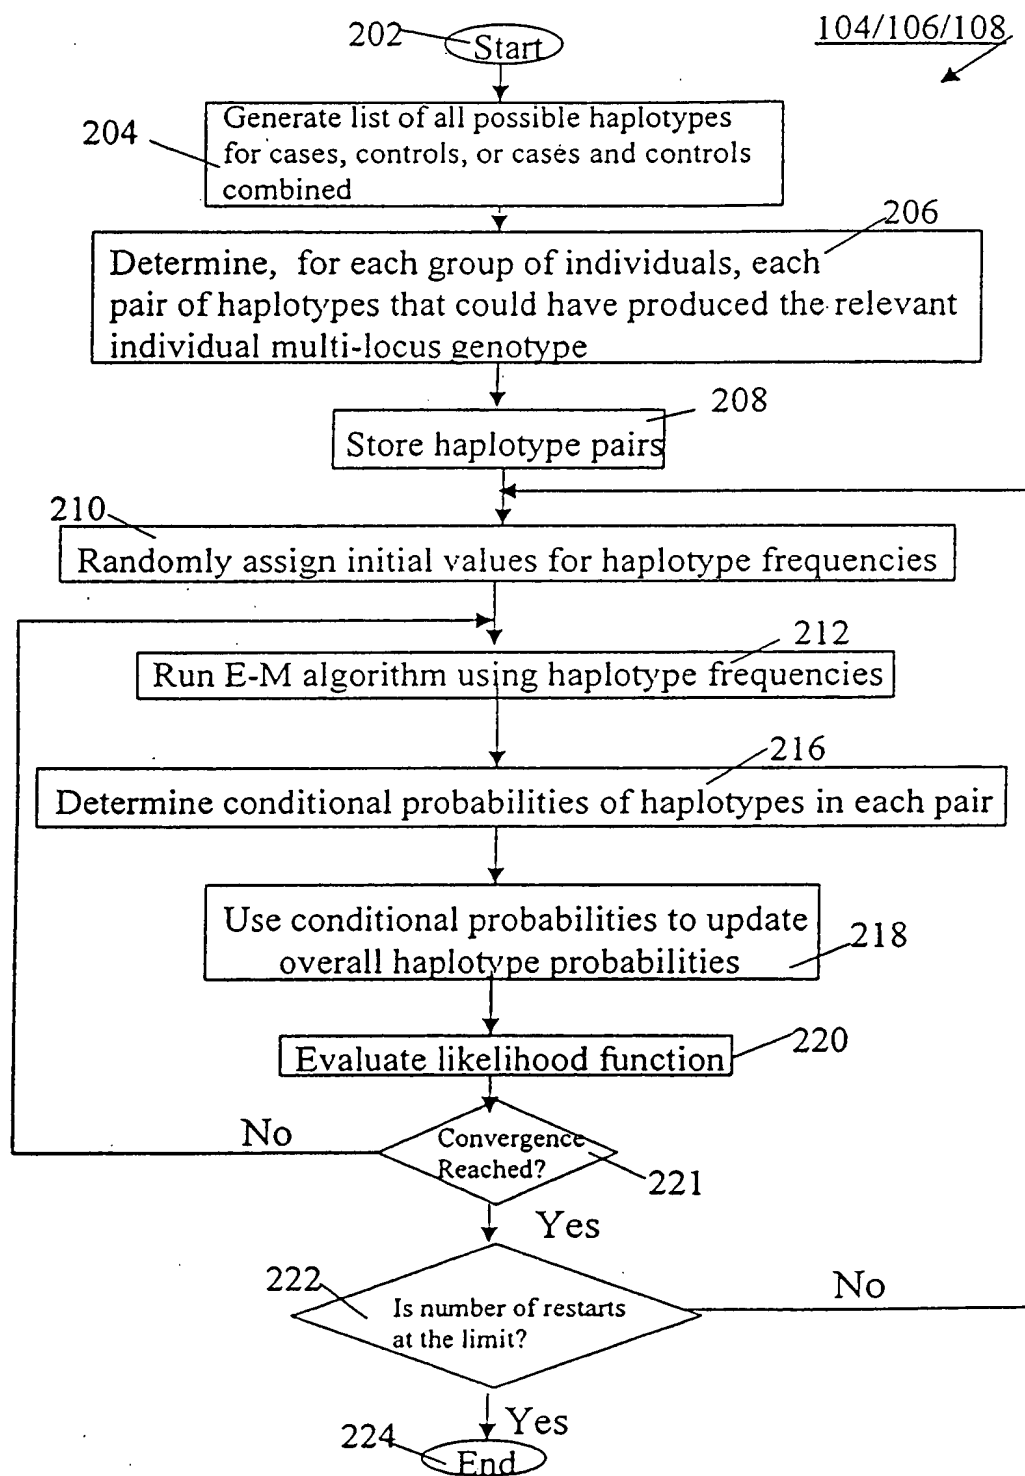 202
Start
104/106/108
204
Generate list of all possible haplotypes
for cases, controls, or cases and controls
combined
206
Determine, for each group of individuals, each
pair of haplotypes that could have produced the relevant
individual multi-locus genotype
208
Store haplotype pairs
210
Randomly assign initial values for haplotype frequencies
212
Run E-M algorithm using haplotype frequencies
216
Determine conditional probabilities of haplotypes in each pair
Use conditional probabilities to update
overall haplotype probabilities
218
Evaluate likelihood function
220
No
Convergence
Reached?
221
Yes
222
Is number of restarts
at the limit?
No
Yes
224
End